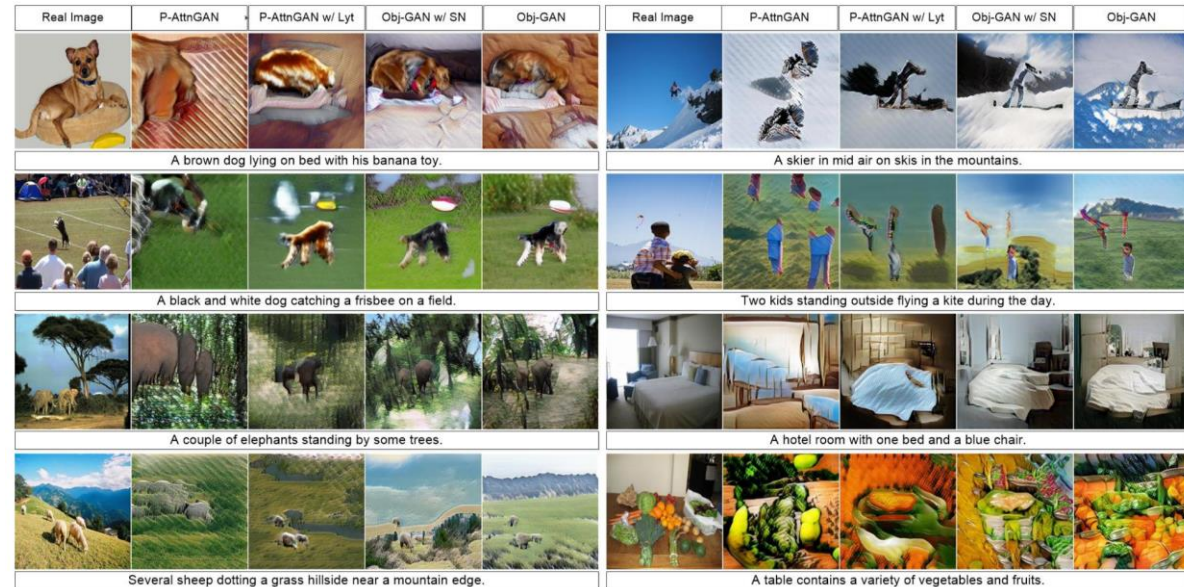 Real Image P-AttnGAN P-AttnGAN w/ Lyt Obj-GAN w/ SN Obj-GAN
A brown dog lying on bed with his banana toy.
A black and white dog catching a frisbee on a field.
A couple of elephants standing by some trees.
Several sheep dotting a grass hillside near a mountain edge.
Real Image P-AttnGAN P-AttnGAN w/ Lyt Obj-GAN w/ SN Obj-GAN
A skier in mid air on skis in the mountains.
Two kids standing outside flying a kite during the day.
A hotel room with one bed and a blue chair.
A table contains a variety of vegetables and fruits.